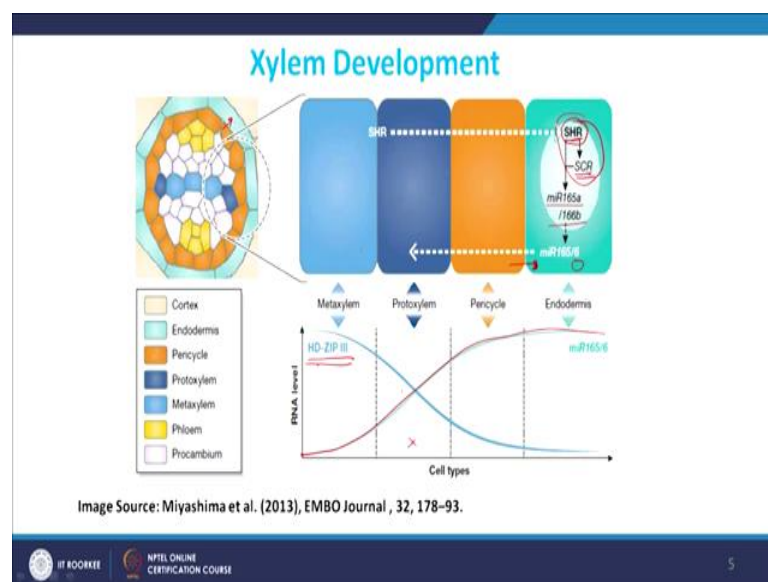 Xylem Development
SHR
SHR
SCR
miR165a
/166b
miR165/6
Metaxylem
Protoxylem
Pericycle
Endodermis
Cortex
Endodermis
Pericycle
Protoxylem
Metaxylem
Phloem
Procambium
HD-ZIP III
miR165/6
RNA level
Cell types
Image Source: Miyashima et al. (2013), EMBO Journal , 32, 178–93.
IIT ROORKEE
NPTEL ONLINE
CERTIFICATION COURSE
5